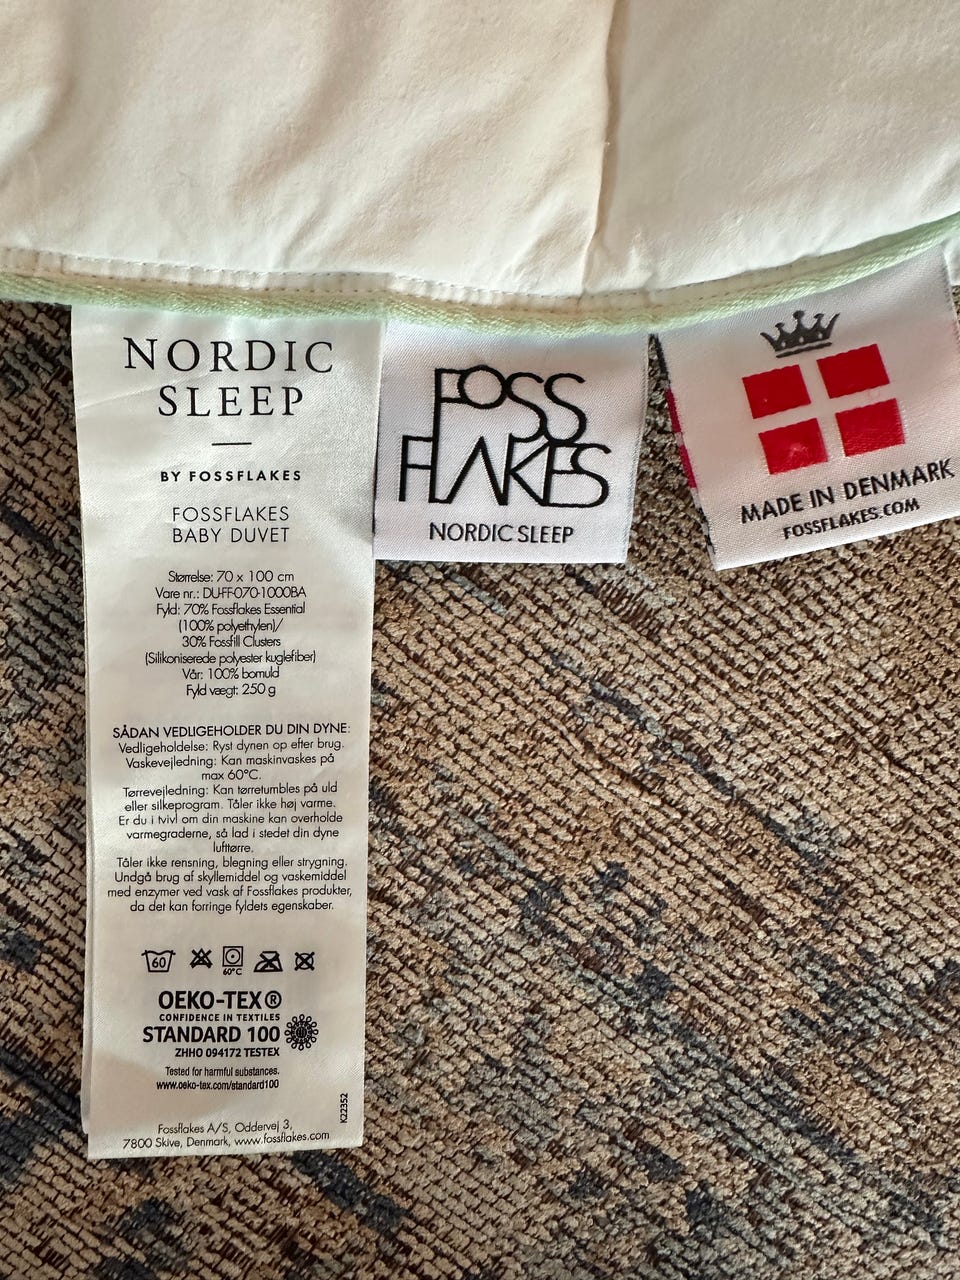 NORDIC
SLEEP
BY FOSSFLAKES
FOSSFLAKES
BABY DUVET
Størrelse: 70 x 100 cm
Vare nr.: DU-FF-070-1000BA
Fyld: 70% Fossflakes Essential
(100% polyethylen)/
30% Fossfill Clusters
(Silikoniserede polyester kuglefiber)
Vår: 100% bomuld
Fyld vægt: 250 g
SÅDAN VEDLIGEHOLDER DU DIN DYNE:
Vedligeholdelse: Ryst dynen op efter brug.
Vaskevejledning: Kan maskinvaskes på
max 60°C.
Tørrevejledning: Kan tørretumbles på uld
eller silkeprogram. Tåler ikke høj varme.
Er du i tvivl om din maskine kan overholde
varmegraderne, så lad i stedet din dyne
lufttørre.
Tåler ikke rensning, blegning eller strygning.
Undgå brug af skyllemiddel og vaskemiddel
med enzymer ved vask af Fossflakes produkter,
da det kan forringe fyldets egenskaber.
60
60°C
OEKO-TEX®
CONFIDENCE IN TEXTILES
STANDARD 100
ZHHO 094172 TESTEX
Tested for harmful substances.
www.oeko-tex.com/standard100
K22352
Fossflakes A/S, Oddervej 3,
7800 Skive, Denmark, www.fossflakes.com
FOSS
FLAKES
NORDIC SLEEP
MADE IN DENMARK
FOSSFLAKES.COM